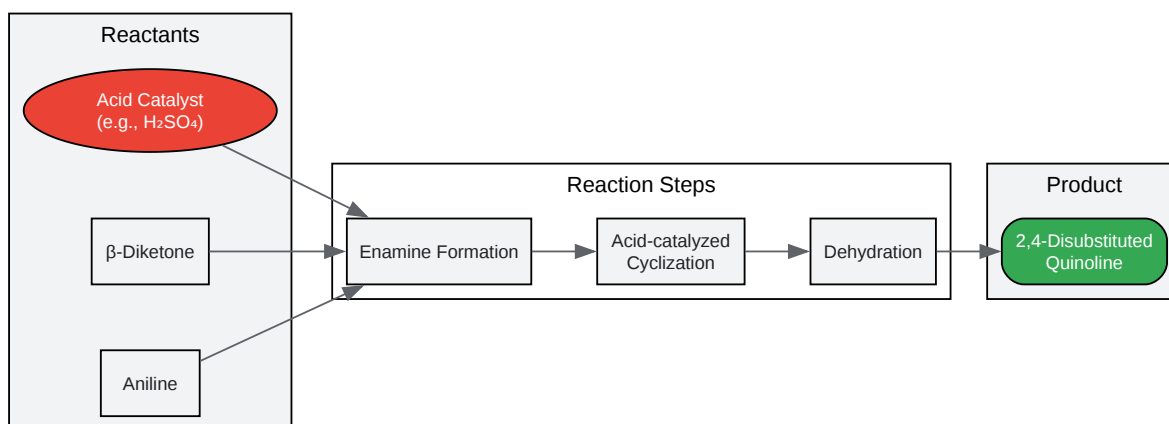 Reactants
Acid Catalyst
(e.g., H₂SO₄)
β-Diketone
Aniline
Reaction Steps
Enamine Formation
Acid-catalyzed
Cyclization
Dehydration
Product
2,4-Disubstituted
Quinoline